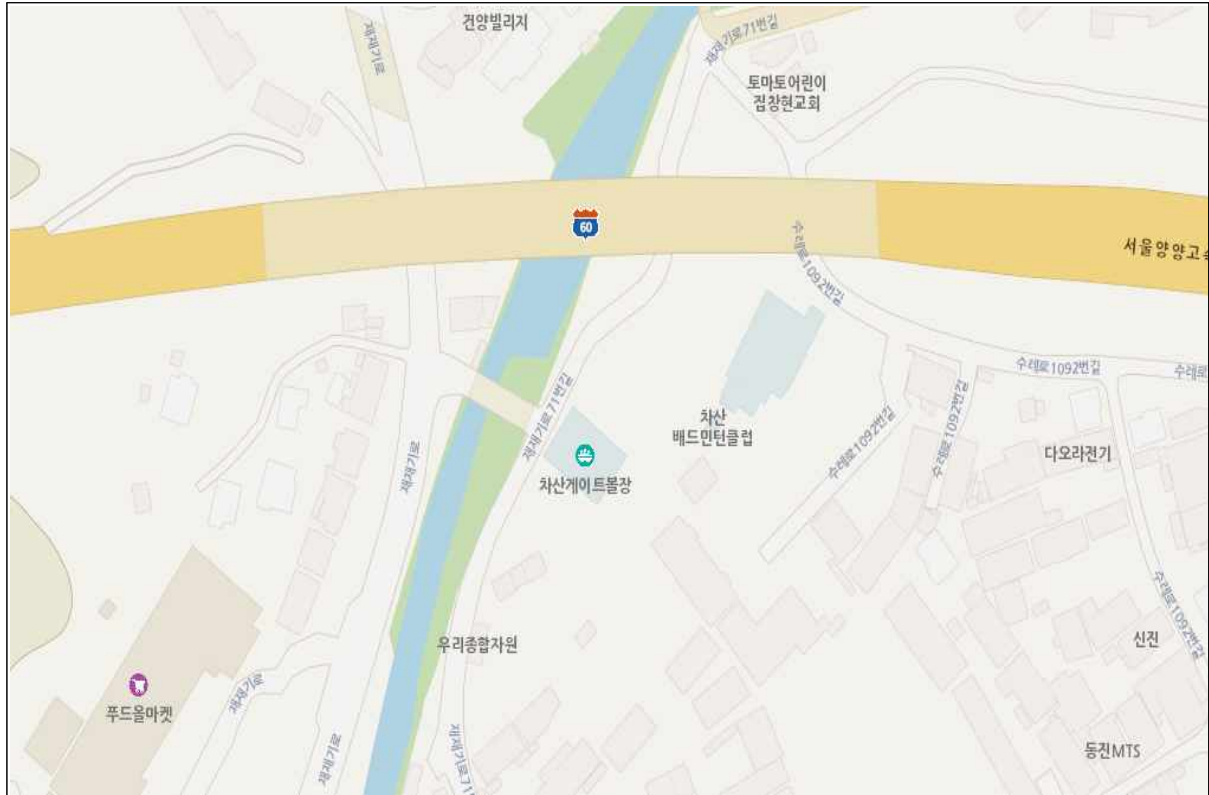 건양빌리지
재재기로71번길
재재기로
토마토어린이
집창현교회
60
서울양양고속
수레로1092번길
수레로1092번길
수레로
재재기로71번길
차산
배드민턴클럽
수레로1092번길
수레로1092번길
다오라전기
재재기로
차산게이트볼장
수레로1092번길
우리종합자원
신진
재재기로
푸드올마켓
재재기로
재재기로71
동진MTS